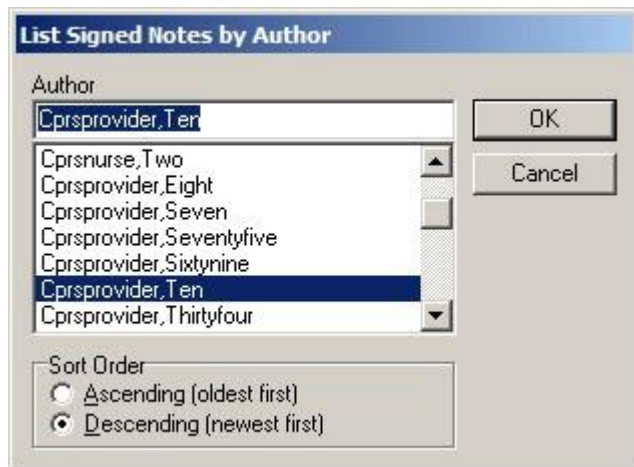 List Signed Notes by Author
Author
Cprsprovider,Ten
OK
Cprsnurse,Two
Cprsprovider,Eight
Cancel
Cprsprovider,Seven
Cprsprovider,Seventyfive
Cprsprovider,Sixtynine
Cprsprovider,Ten
Cprsprovider,Thirtyfour
Sort Order
Ascending (oldest first)
Descending (newest first)